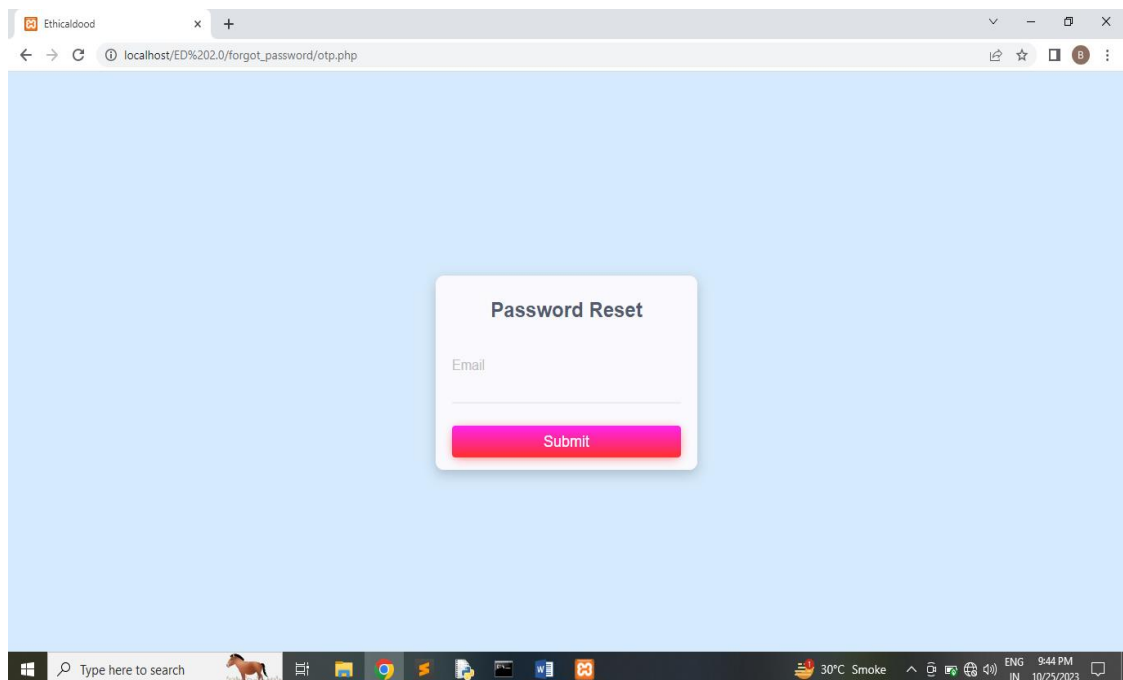 Ethicaldood
localhost/ED%202.0/forgot_password/otp.php
B
Password Reset
Email
Submit
Type here to search
30°C Smoke
ENG
9:44 PM
IN
10/25/2023